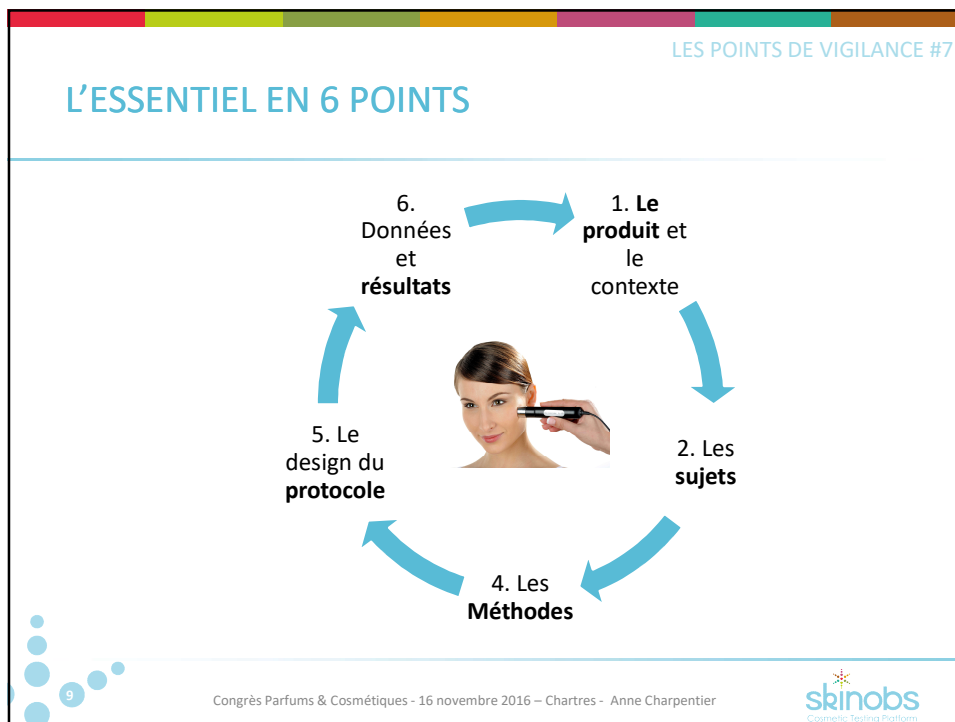 LES POINTS DE VIGILANCE #7
L’ESSENTIEL EN 6 POINTS
1. Le
produit et
le
contexte
2. Les
sujets
4. Les
Méthodes
5. Le
design du
protocole
6.
Données
et
résultats
9
Congrès Parfums & Cosmétiques - 16 novembre 2016 – Chartres - Anne Charpentier
skinobs
Cosmetic Testing Platform